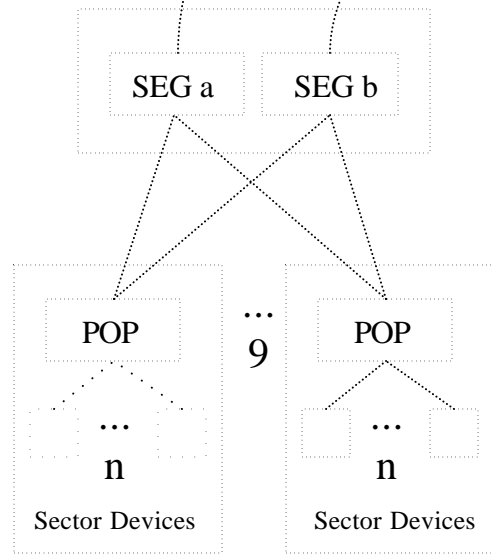 SEG a SEG b
POP ... POP
9
... ...
n n
Sector Devices Sector Devices